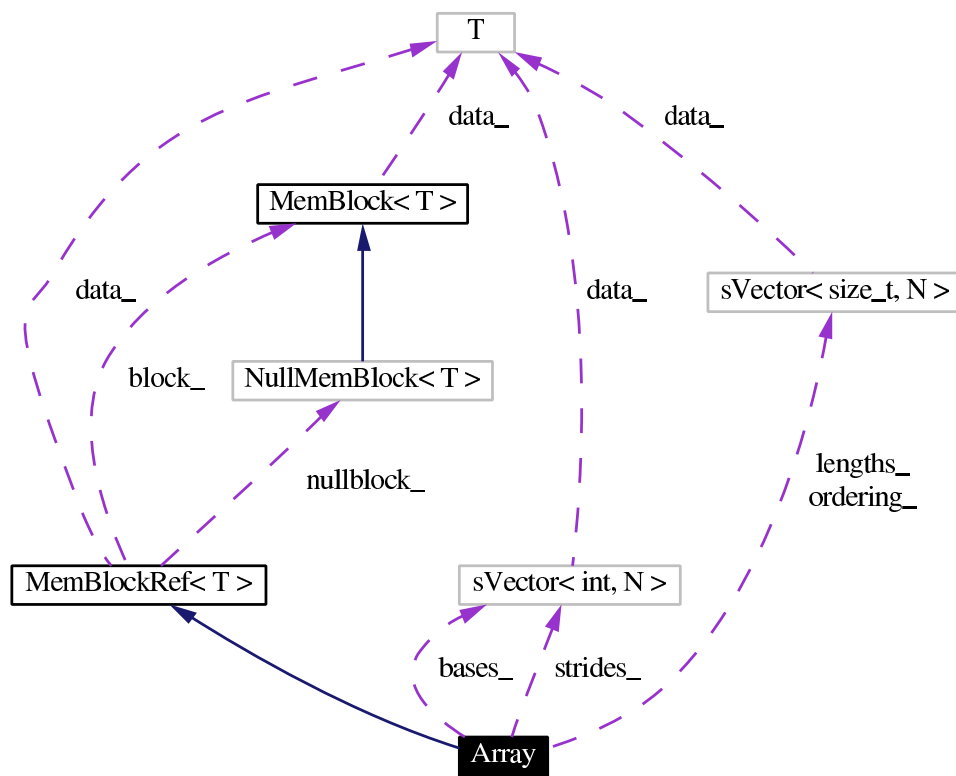 T
data_
data_
MemBlock< T >
data_
data_
sVector< size_t, N >
block_
NullMemBlock< T >
nullblock_
lengths_
ordering_
MemBlockRef< T >
sVector< int, N >
bases_
strides_
Array